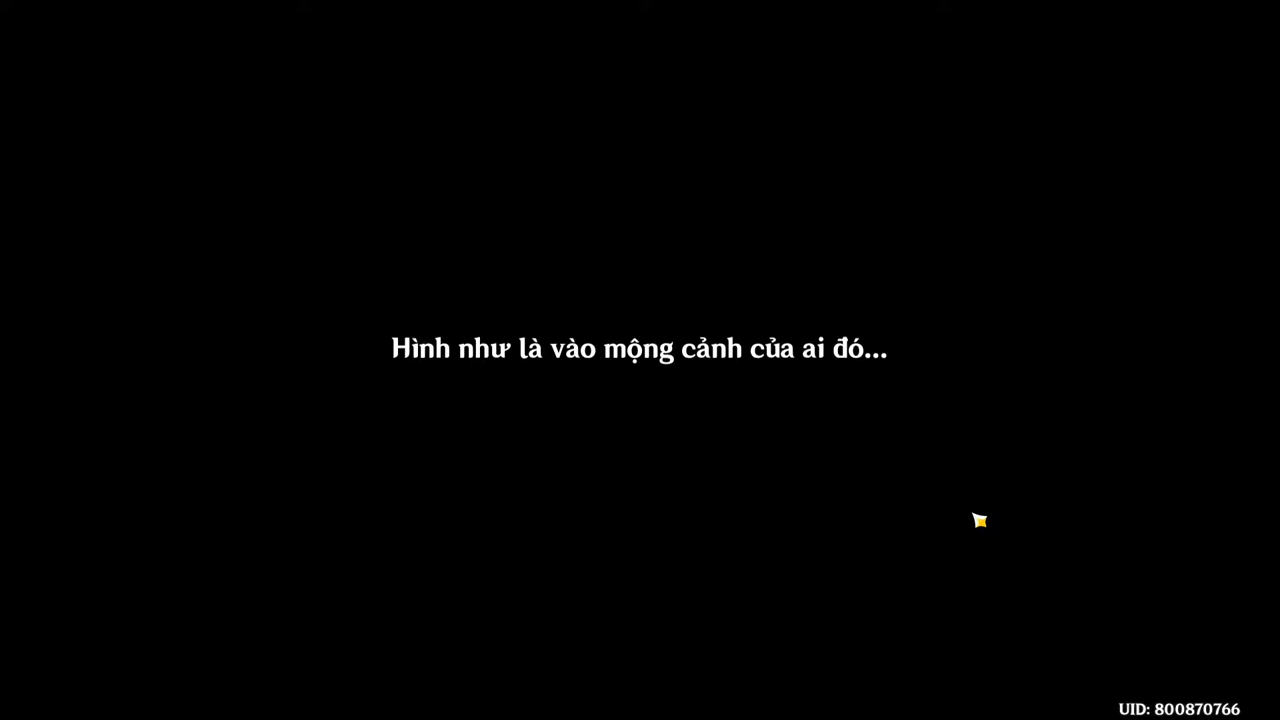 Hình như là vào mộng cảnh của ai đó...
UID: 800870766